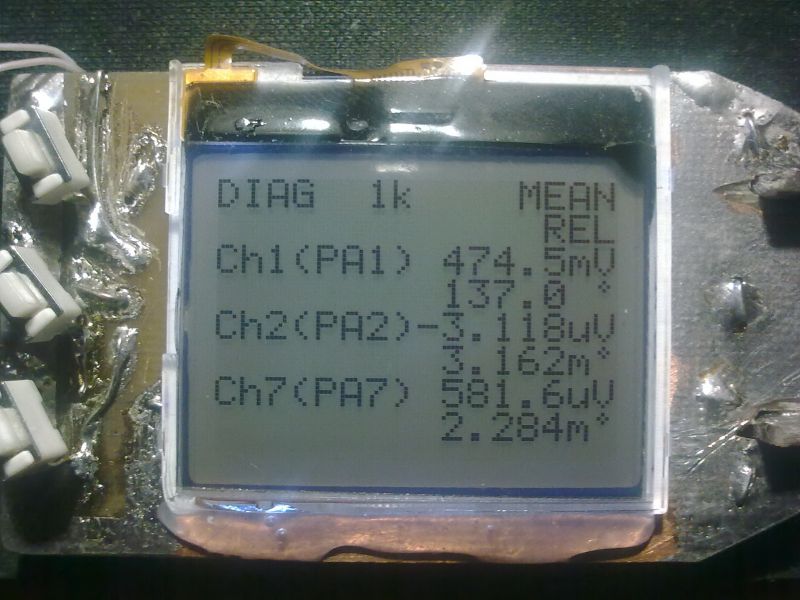 DIAG 1k MEAN
REL
Ch1(PA1) 474.5mV
137.0 °
Ch2(PA2)-3.118uV
3.162m°
Ch7(PA7) 581.6uV
2.284m°